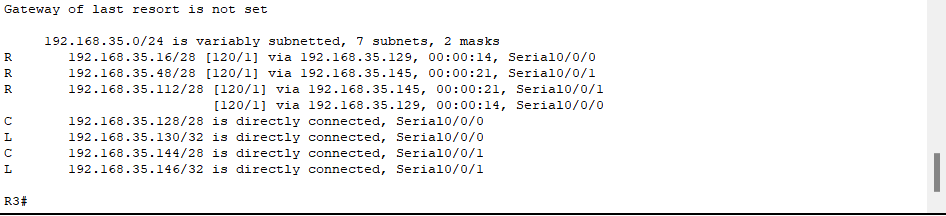 Gateway of last resort is not set
192.168.35.0/24 is variably subnetted, 7 subnets, 2 masks
R 192.168.35.16/28 [120/1] via 192.168.35.129, 00:00:14, Serial0/0/0
R 192.168.35.48/28 [120/1] via 192.168.35.145, 00:00:21, Serial0/0/1
R 192.168.35.112/28 [120/1] via 192.168.35.145, 00:00:21, Serial0/0/1
[120/1] via 192.168.35.129, 00:00:14, Serial0/0/0
C 192.168.35.128/28 is directly connected, Serial0/0/0
L 192.168.35.130/32 is directly connected, Serial0/0/0
C 192.168.35.144/28 is directly connected, Serial0/0/1
L 192.168.35.146/32 is directly connected, Serial0/0/1
R3#